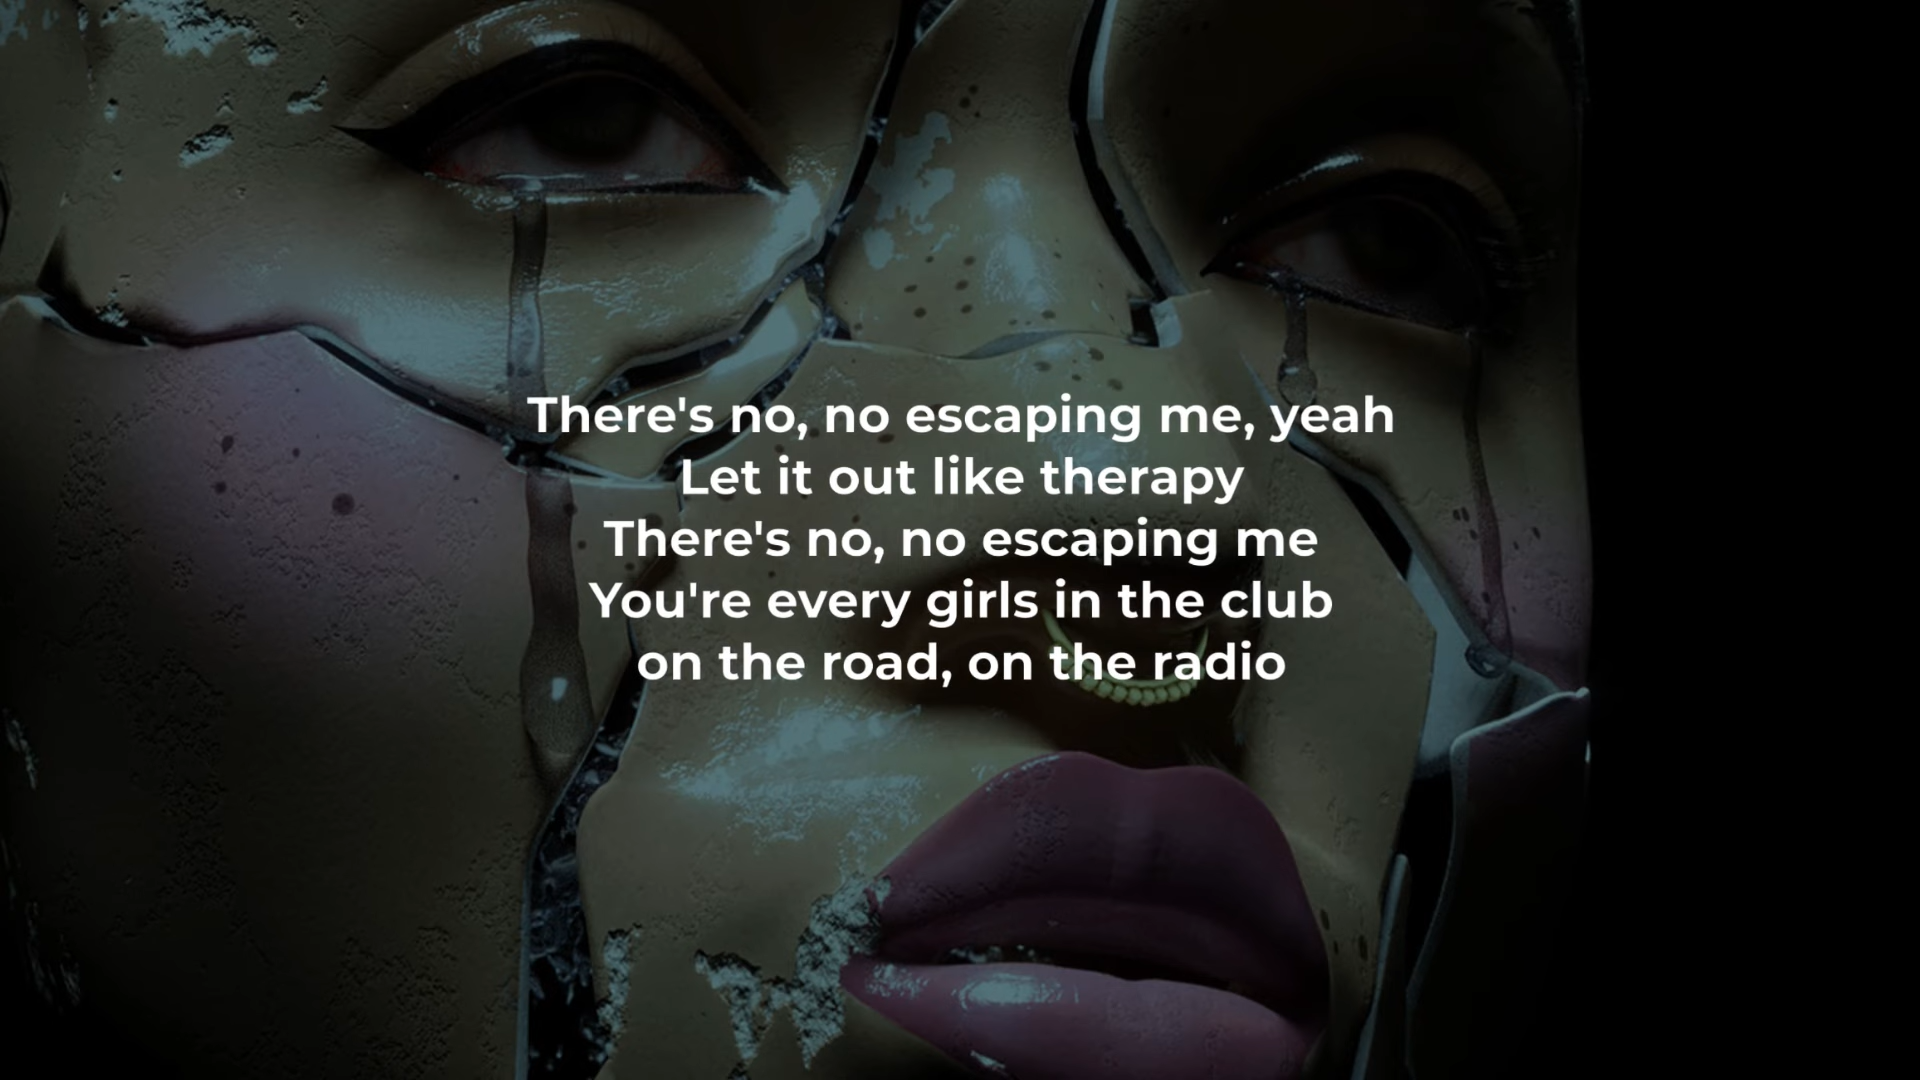 There's no, no escaping me, yeah
Let it out like therapy
There's no, no escaping me
You're every girls in the club
on the road, on the radio